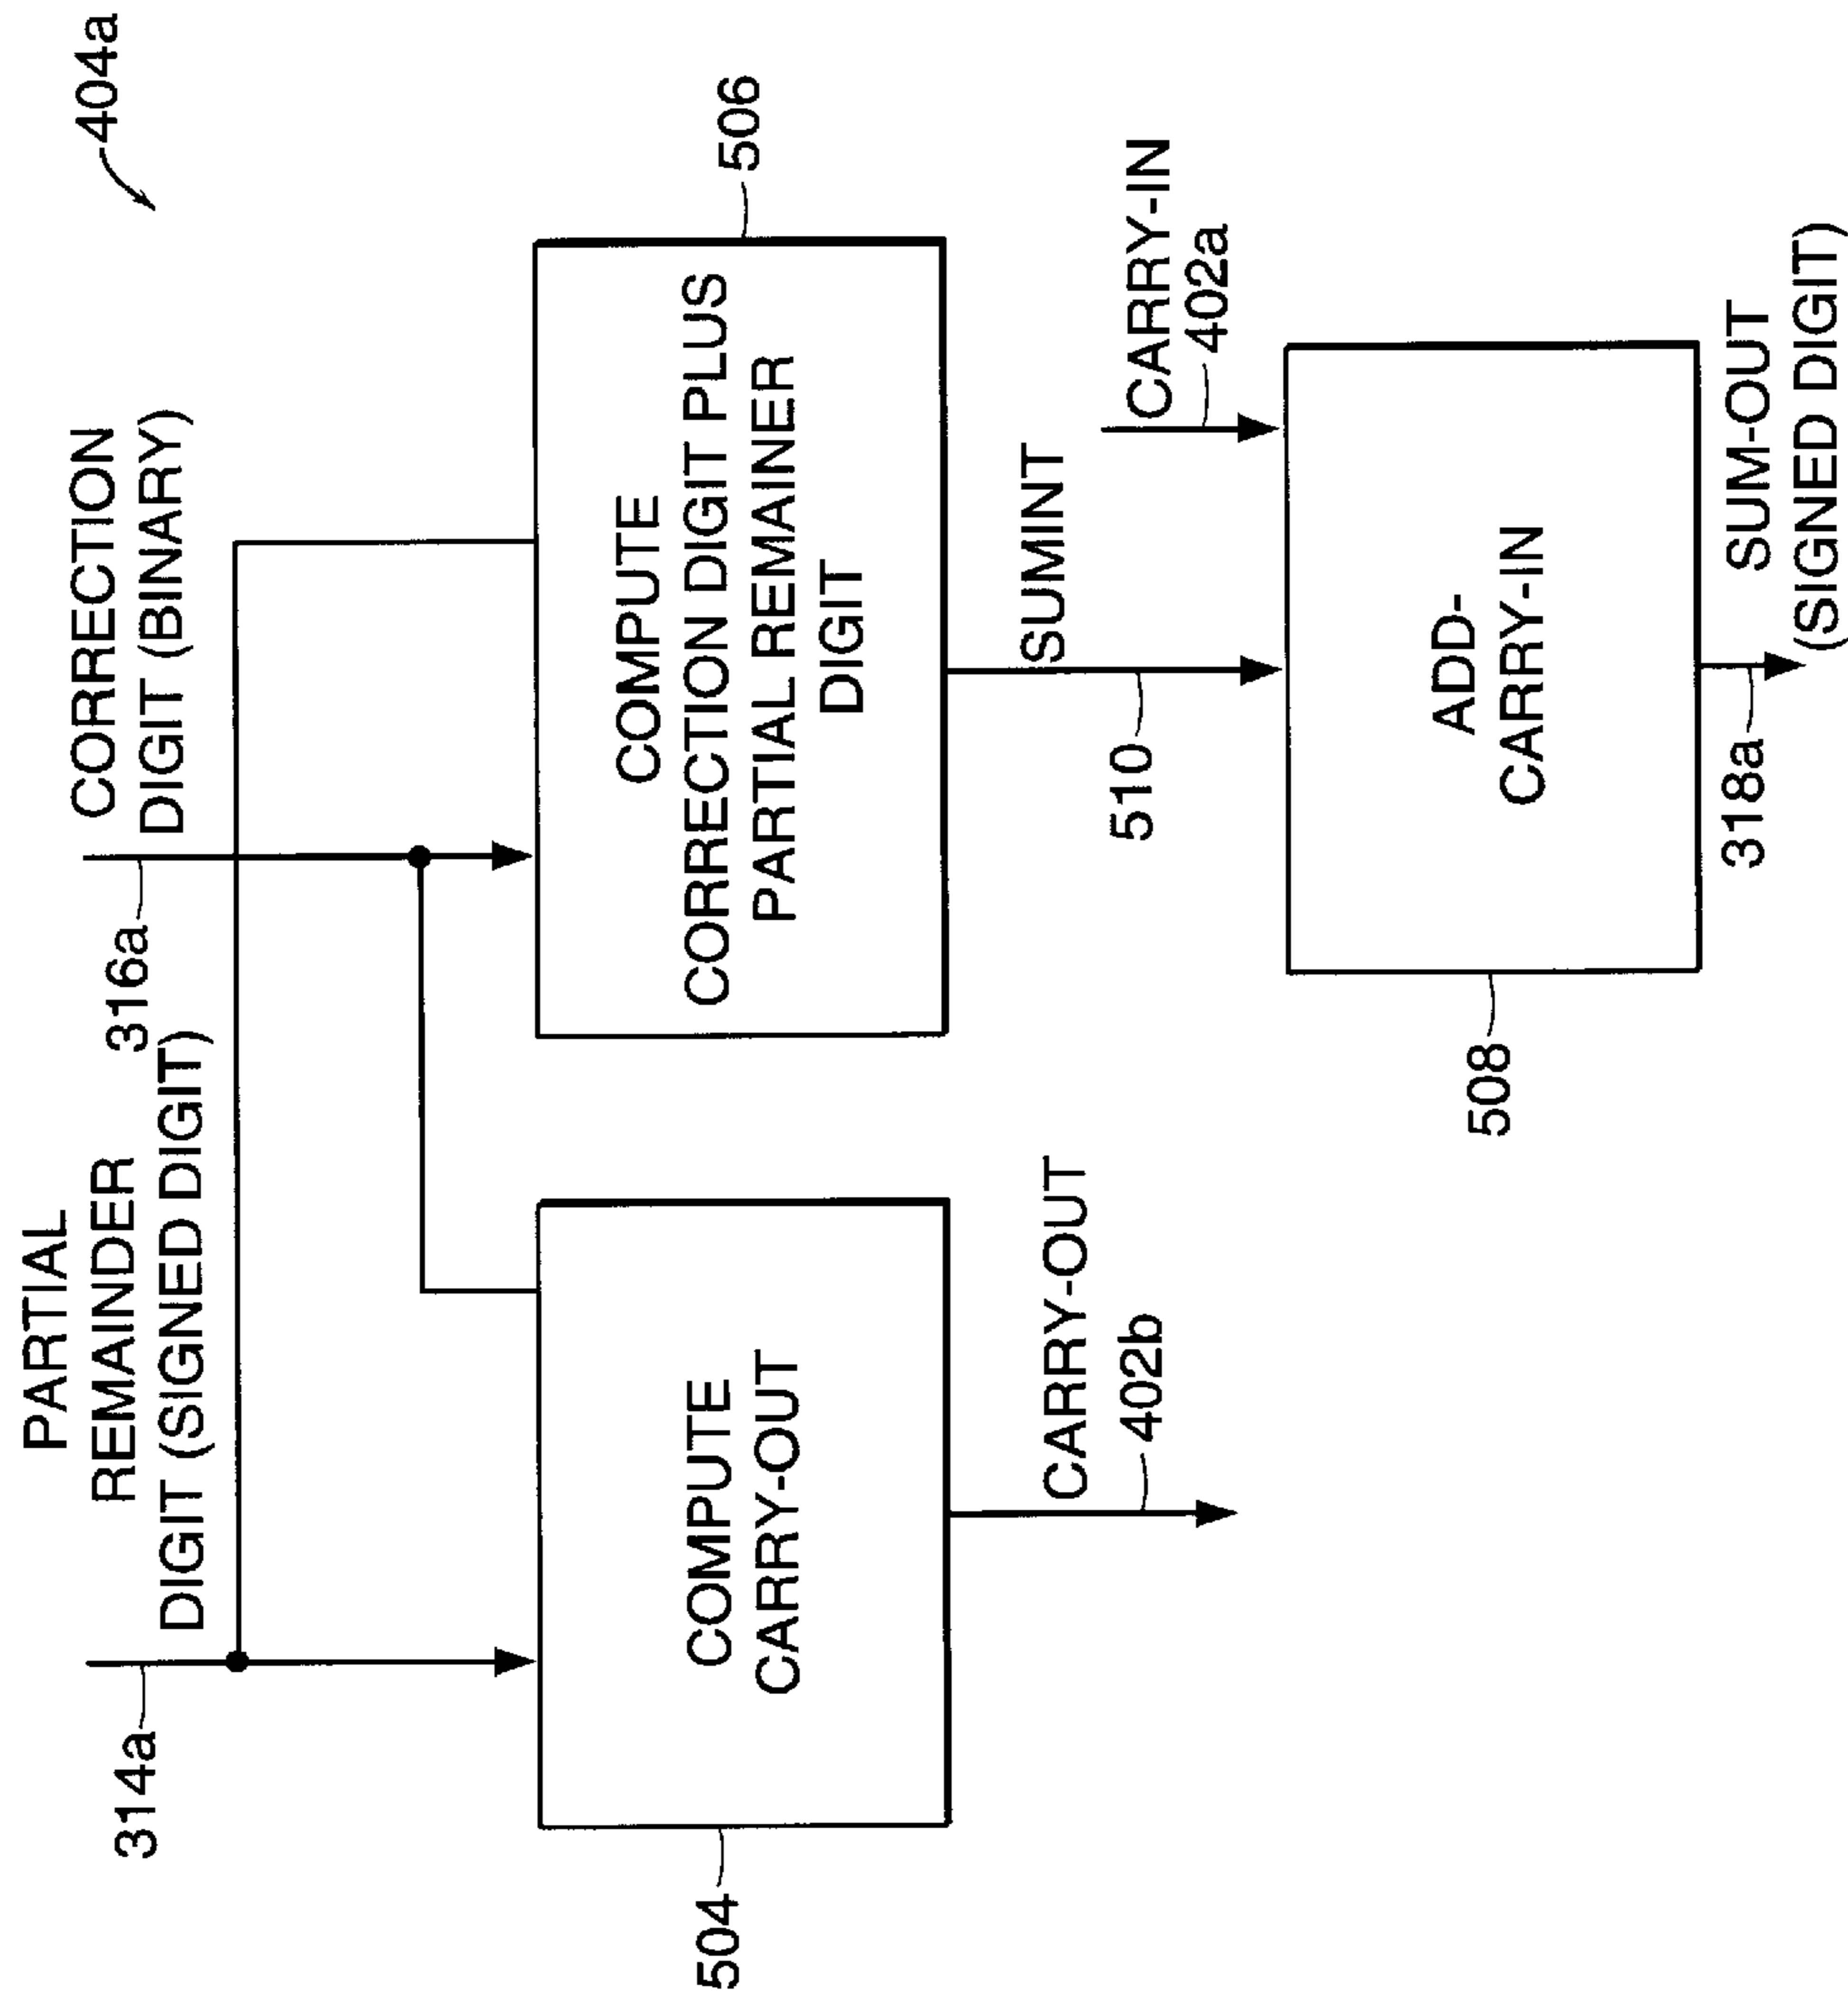 404a
PARTIAL
REMAINDER
DIGIT (SIGNED DIGIT)
314a
CORRECTION
DIGIT (BINARY)
316a
504
COMPUTE
CARRY-OUT
506
COMPUTE
CORRECTION DIGIT PLUS
PARTIAL REMAINER
DIGIT
CARRY-OUT
402b
510
SUMINT
CARRY-IN
402a
508
ADD-
CARRY-IN
318a
SUM-OUT
(SIGNED DIGIT)